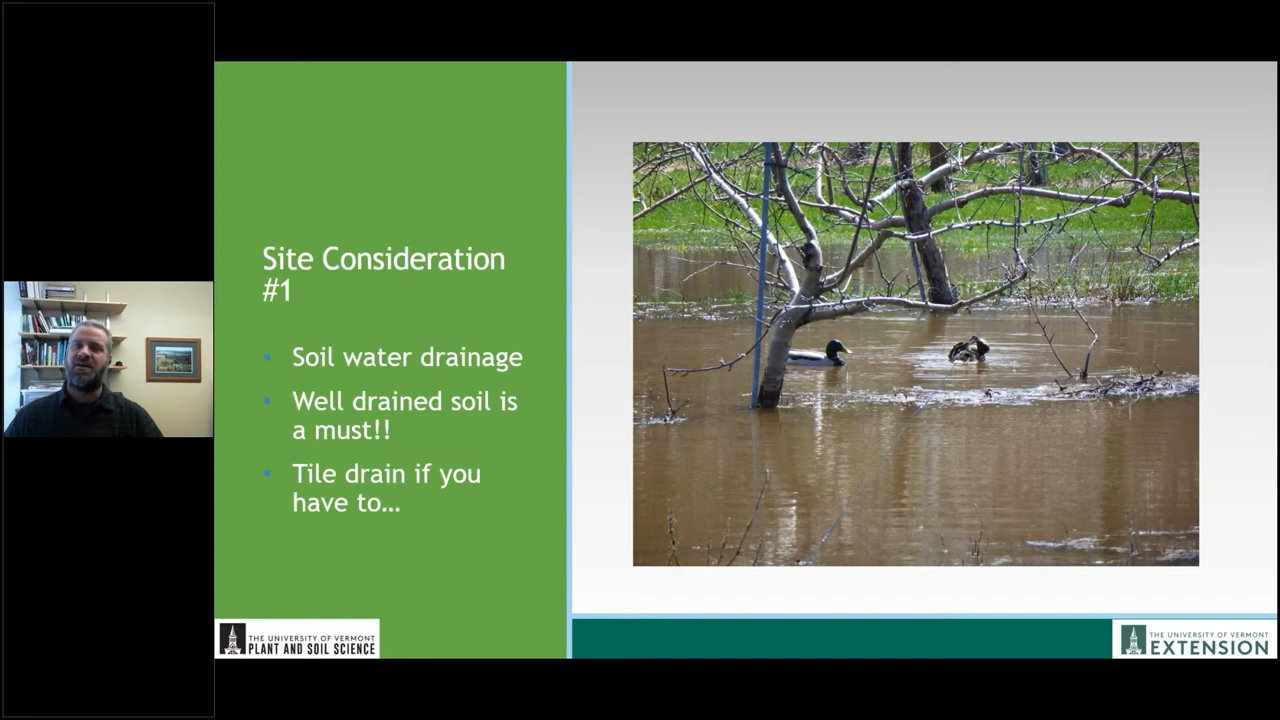 Site Consideration
#1
• Soil water drainage
• Well drained soil is
a must!!
• Tile drain if you
have to…
THE UNIVERSITY OF VERMONT
PLANT AND SOIL SCIENCE
THE UNIVERSITY OF VERMONT
EXTENSION